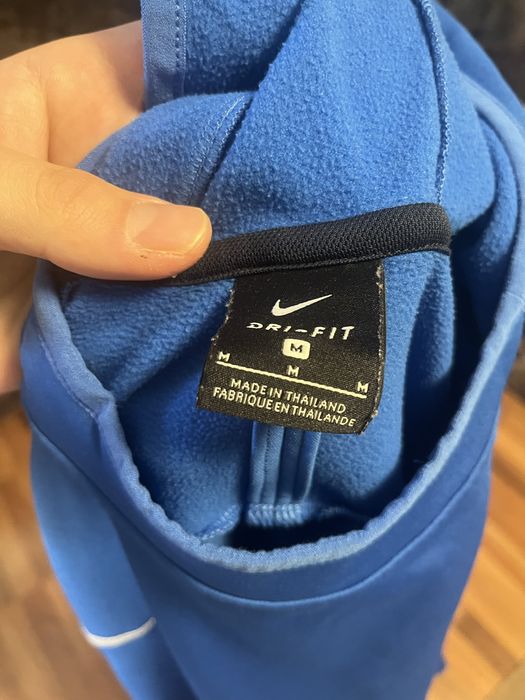 DRI-FIT
M
M M M
MADE IN THAILAND
FABRIQUE EN THAILANDE